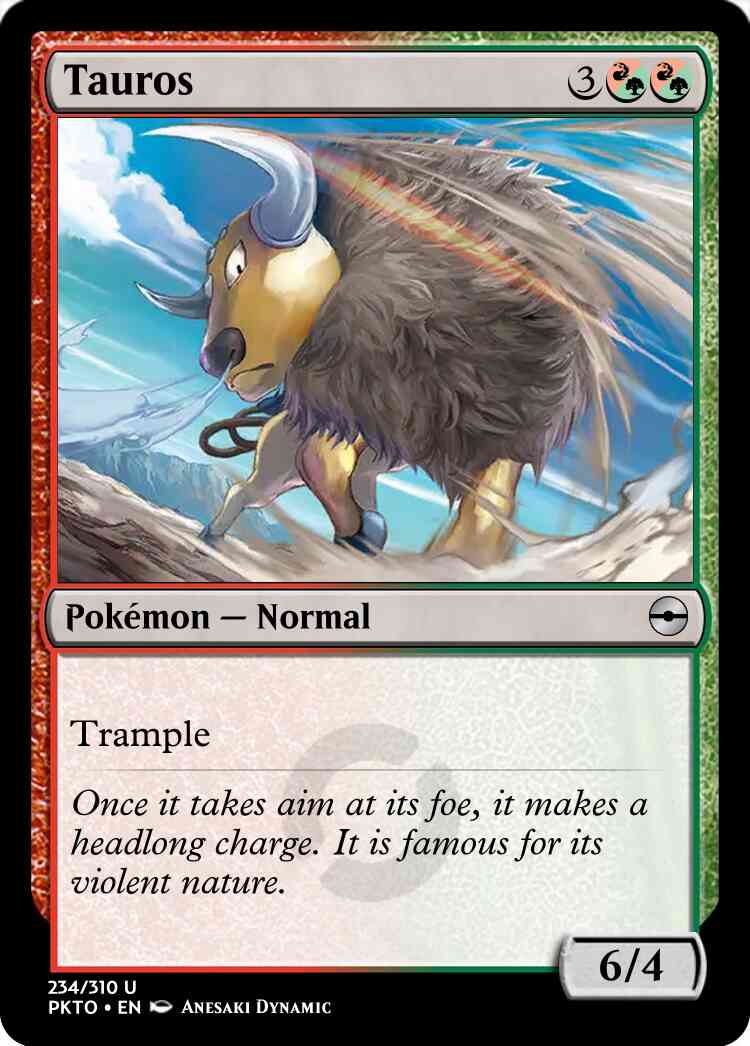 Tauros 3
Pokémon — Normal
Trample
Once it takes aim at its foe, it makes a
headlong charge. It is famous for its
violent nature.
6/4
234/310 U
PKTO • EN Anesaki Dynamic